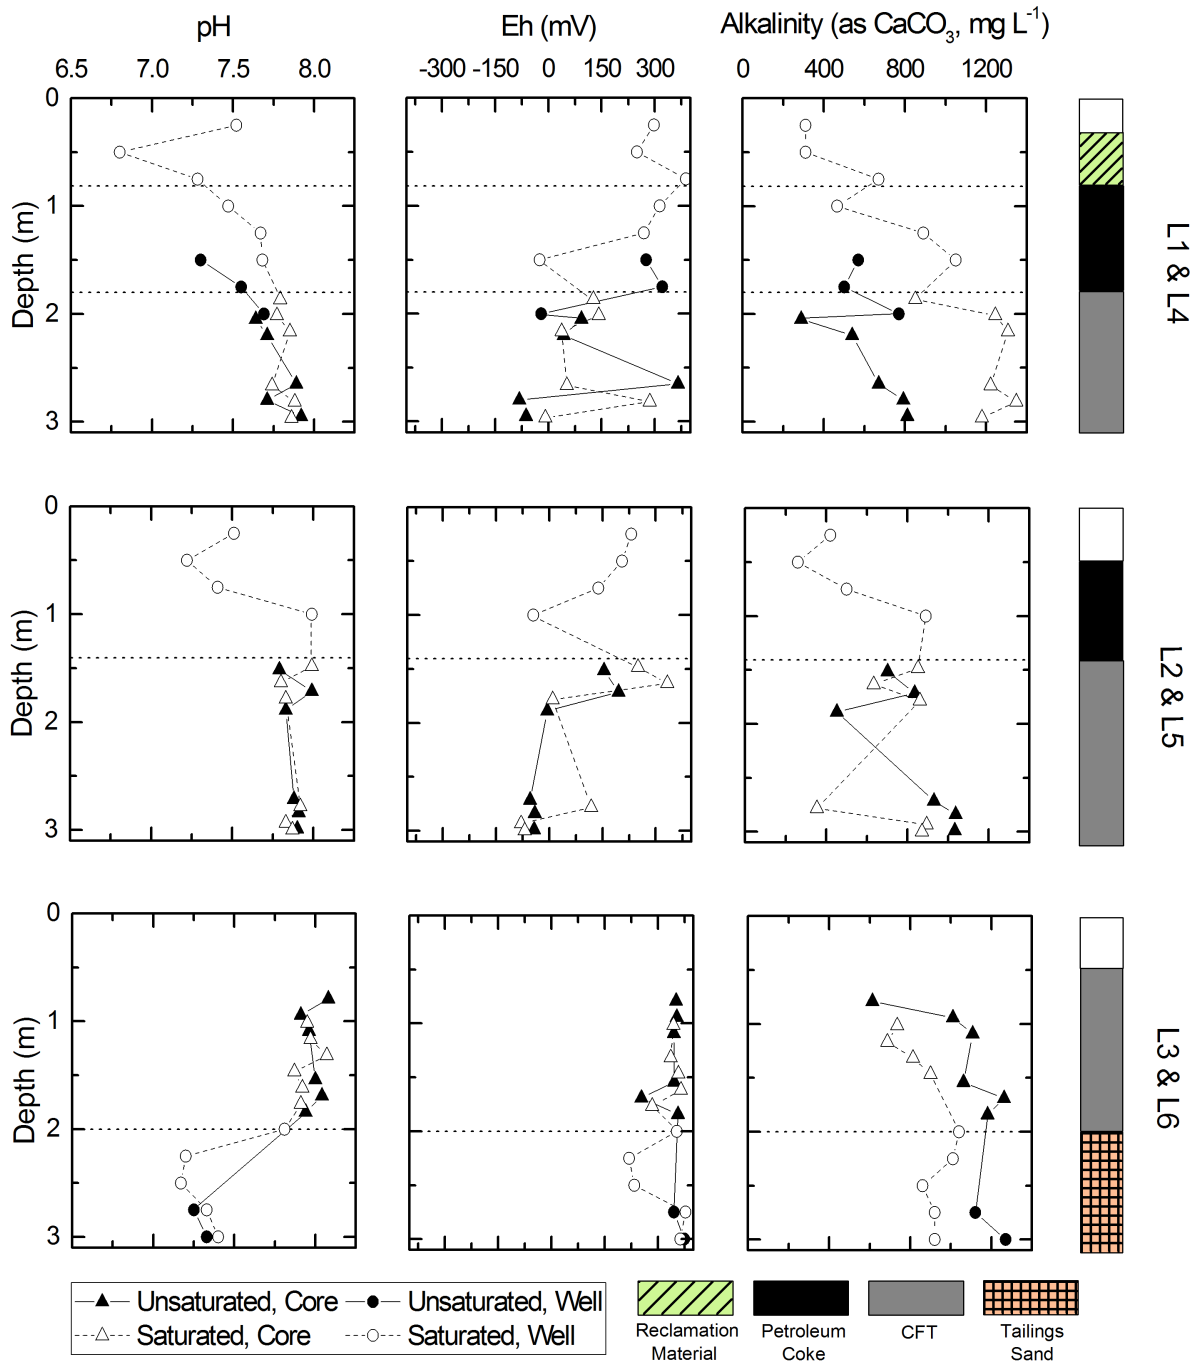 pH
Eh (mV)
Alkalinity (as CaCO₃, mg L⁻¹)
6.5 7.0 7.5 8.0
-300 -150 0 150 300
0 400 800 1200
0
1
2
3
Depth (m)
L1 & L4
0
1
2
3
Depth (m)
L2 & L5
0
1
2
3
Depth (m)
L3 & L6
Unsaturated, Core
Unsaturated, Well
Saturated, Core
Saturated, Well
Reclamation
Material
Petroleum
Coke
CFT
Tailings
Sand